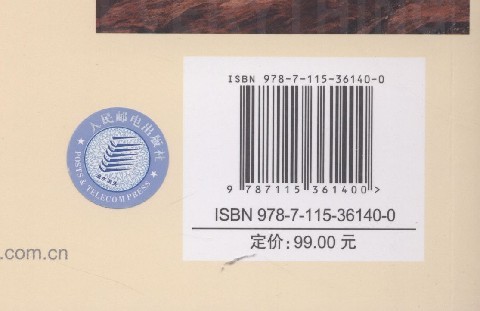 ISBN 978-7-115-36140-0
人民邮电出版社
POSTS & TELECOM PRESS
9 787115 361400 >
ISBN 978-7-115-36140-0
.com.cn
定价:99.00 元